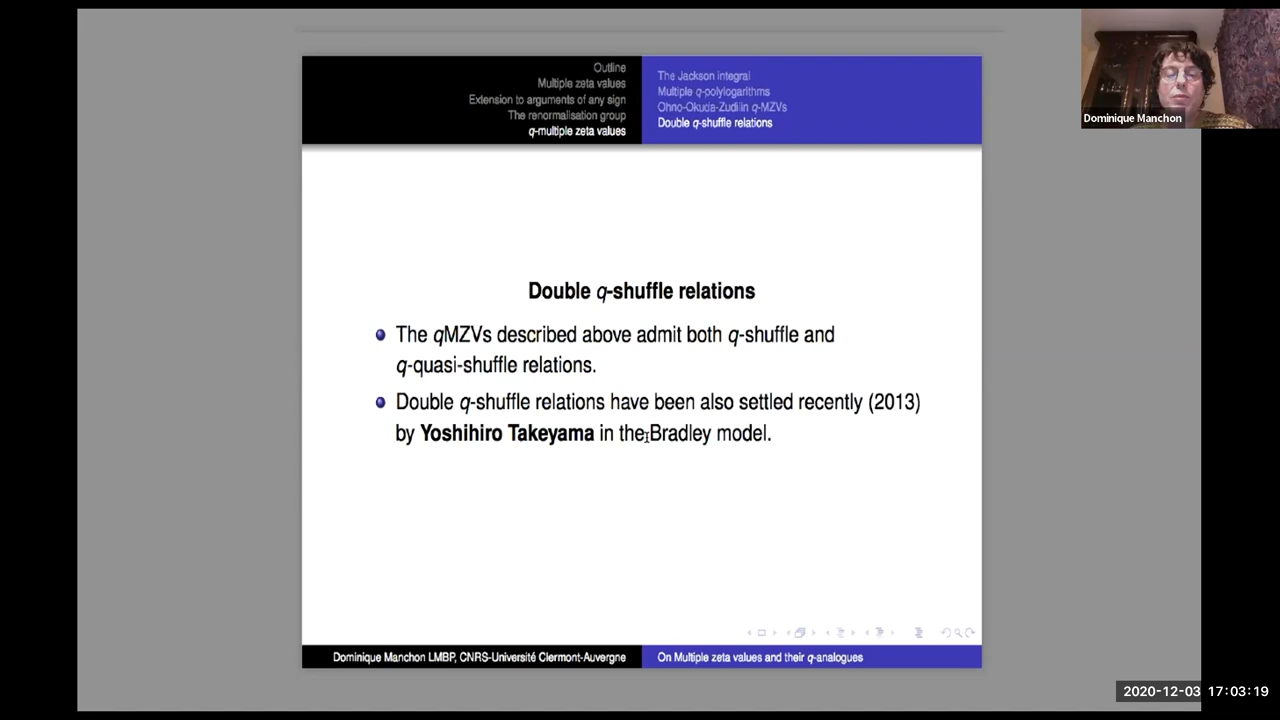 Outline
Multiple zeta values
Extension to arguments of any sign
The renormalisation group
q-multiple zeta values
The Jackson integral
Multiple q-polylogarithms
Ohno-Okuda-Zudilin q-MZVs
Double q-shuffle relations
Dominique Manchon
Double q-shuffle relations
The qMZVs described above admit both q-shuffle and
q-quasi-shuffle relations.
Double q-shuffle relations have been also settled recently (2013)
by Yoshihiro Takeyama in the Bradley model.
Dominique Manchon LMBP, CNRS-Université Clermont-Auvergne
On Multiple zeta values and their q-analogues
2020-12-03 17:03:19